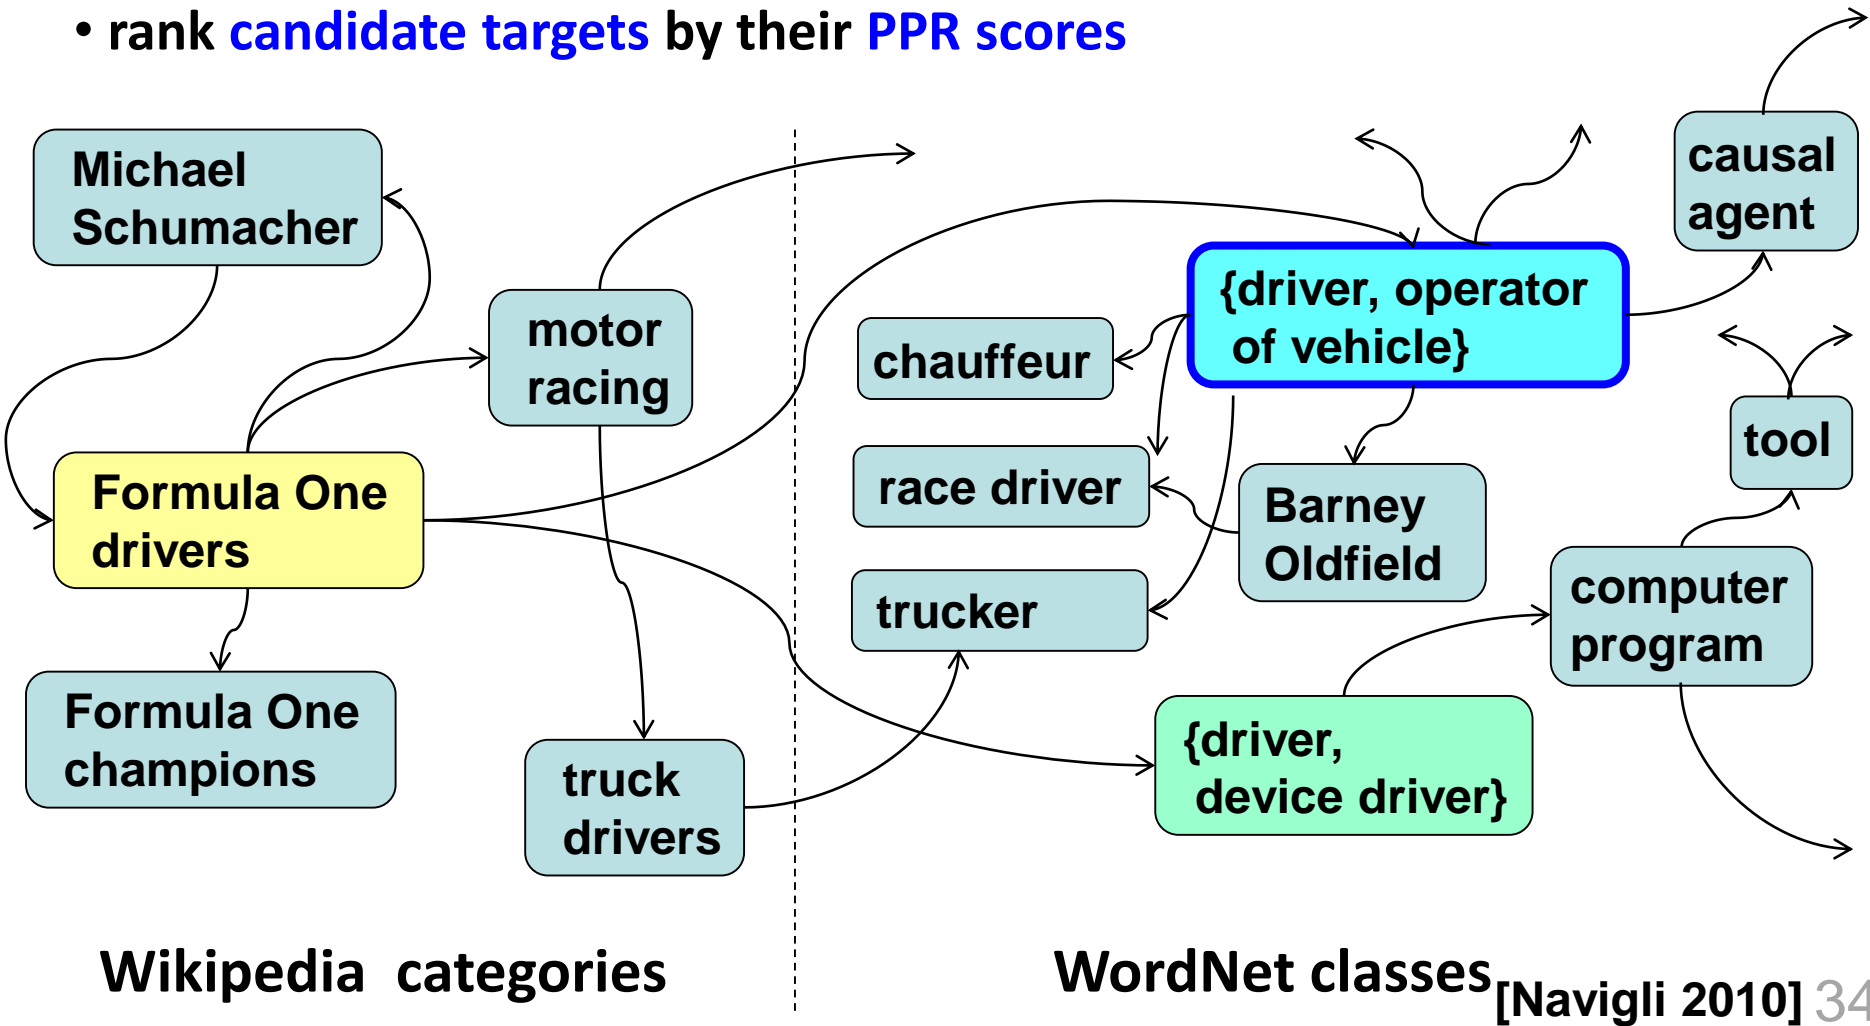 • rank candidate targets by their PPR scores
Michael
Schumacher
motor
racing
Formula One
drivers
Formula One
champions
truck
drivers
causal
agent
{driver, operator
of vehicle}
chauffeur
race driver
trucker
Barney
Oldfield
tool
computer
program
{driver,
device driver}
Wikipedia categories
WordNet classes
[Navigli 2010] 34